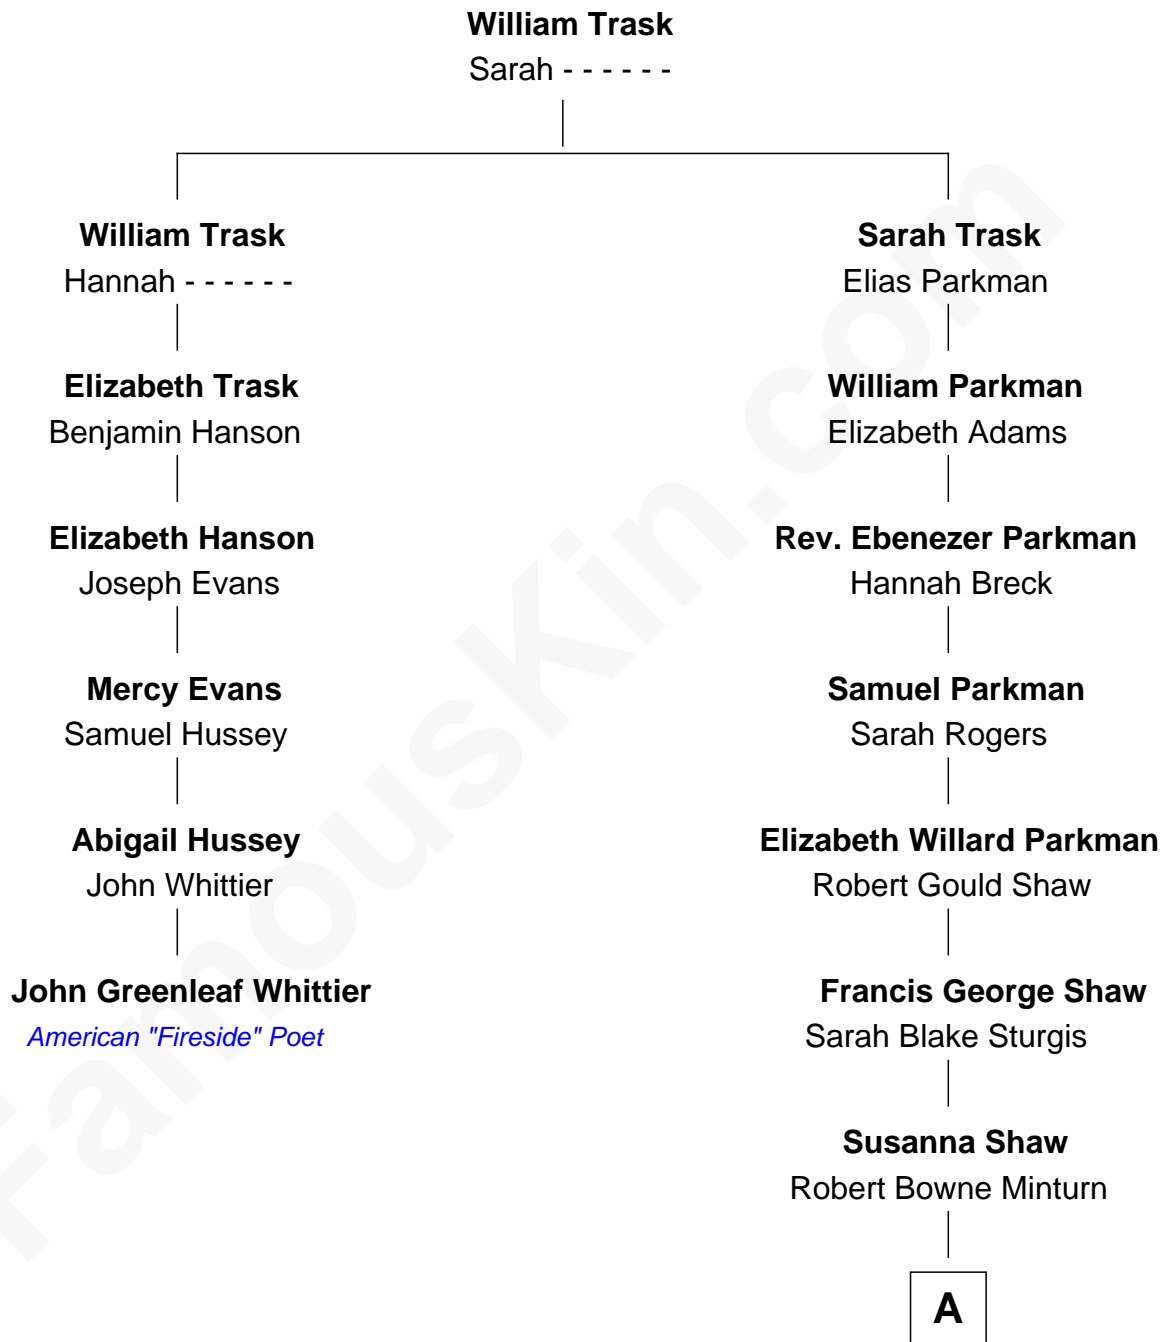 William Trask
Sarah - - - - - -
William Trask
Hannah - - - - - -
Sarah Trask
Elias Parkman
Elizabeth Trask
Benjamin Hanson
William Parkman
Elizabeth Adams
Elizabeth Hanson
Joseph Evans
Rev. Ebenezer Parkman
Hannah Breck
Mercy Evans
Samuel Hussey
Samuel Parkman
Sarah Rogers
Abigail Hussey
John Whittier
Elizabeth Willard Parkman
Robert Gould Shaw
John Greenleaf Whittier
American "Fireside" Poet
Francis George Shaw
Sarah Blake Sturgis
Susanna Shaw
Robert Bowne Minturn
A
FamousKin.com